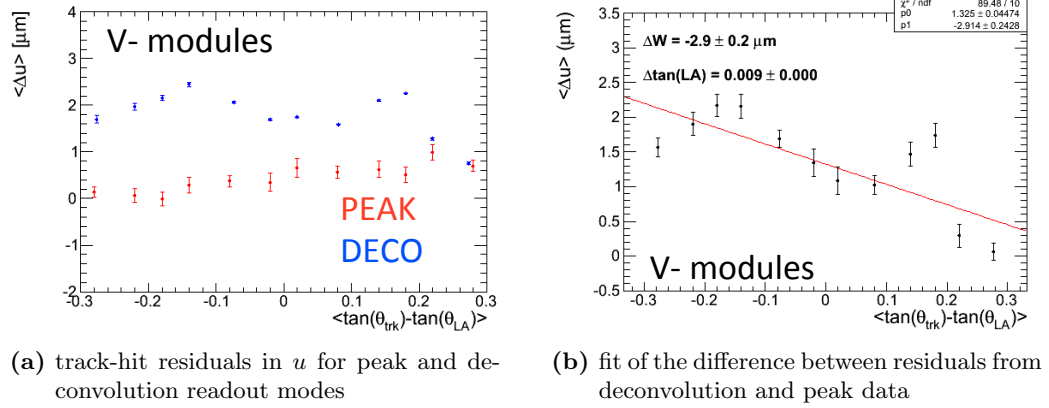 <Δu> [μm]
4
3
2
1
0
1
-2
V- modules
PEAK
DECO
-0.3 -0.2 -0.1 0 0.1 0.2 0.3
<tan(θtrk)-tan(θLA)>
<Δu> (μm)
3.5
3
2.5
2
1.5
1
0.5
0
-0.5
χ² / ndf 89.48 / 10
p0 1.325 ± 0.04474
p1 -2.914 ± 0.2428
ΔW = -2.9 ± 0.2 μm
Δtan(LA) = 0.009 ± 0.000
V- modules
-0.3 -0.2 -0.1 0 0.1 0.2 0.3
<tan(θtrk)-tan(θLA)>
(a) track-hit residuals in u for peak and de-
convolution readout modes
(b) fit of the difference between residuals from
deconvolution and peak data